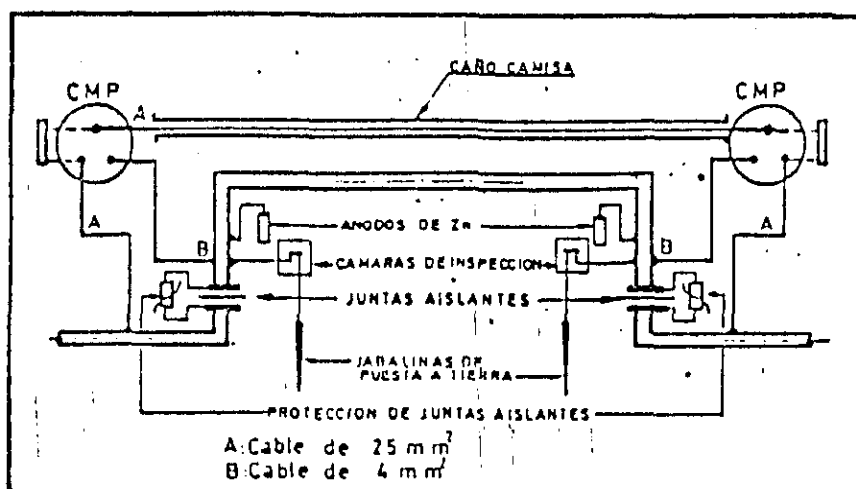 CAÑO CAMISA
CMP
CMP
A
A
A
B
B
ANODOS DE Zn
CAMARAS DE INSPECCION
JUNTAS AISLANTES
JABALINAS DE
PUESTA A TIERRA
PROTECCION DE JUNTAS AISLANTES
A:Cable de 25 mm²
B:Cable de 4 mm²